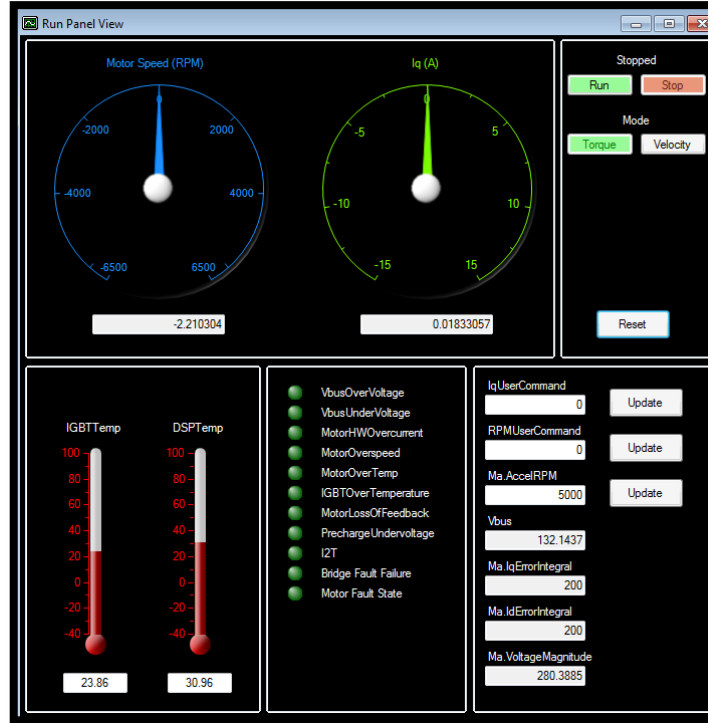 Run Panel View
Motor Speed (RPM)
Iq (A)
0
-2000
2000
-4000
4000
-6500
6500
-2.210304
0
-5
5
-10
10
-15
15
0.01833057
Stopped
Run
Stop
Mode
Torque
Velocity
Reset
IGBTTemp
DSPTemp
100
80
60
40
20
0
-20
-40
23.86
100
80
60
40
20
0
-20
-40
30.96
VbusOverVoltage
VbusUnderVoltage
MotorHWOvercurrent
MotorOverspeed
MotorOverTemp
IGBTOverTemperature
MotorLossOfFeedback
PrechargeUndervoltage
I2T
Bridge Fault Failure
Motor Fault State
IqUserCommand
0
Update
RPMUserCommand
0
Update
Ma.AccelRPM
5000
Update
Vbus
132.1437
Ma.IqErrorIntegral
200
Ma.IdErrorIntegral
200
Ma.VoltageMagnitude
280.3885